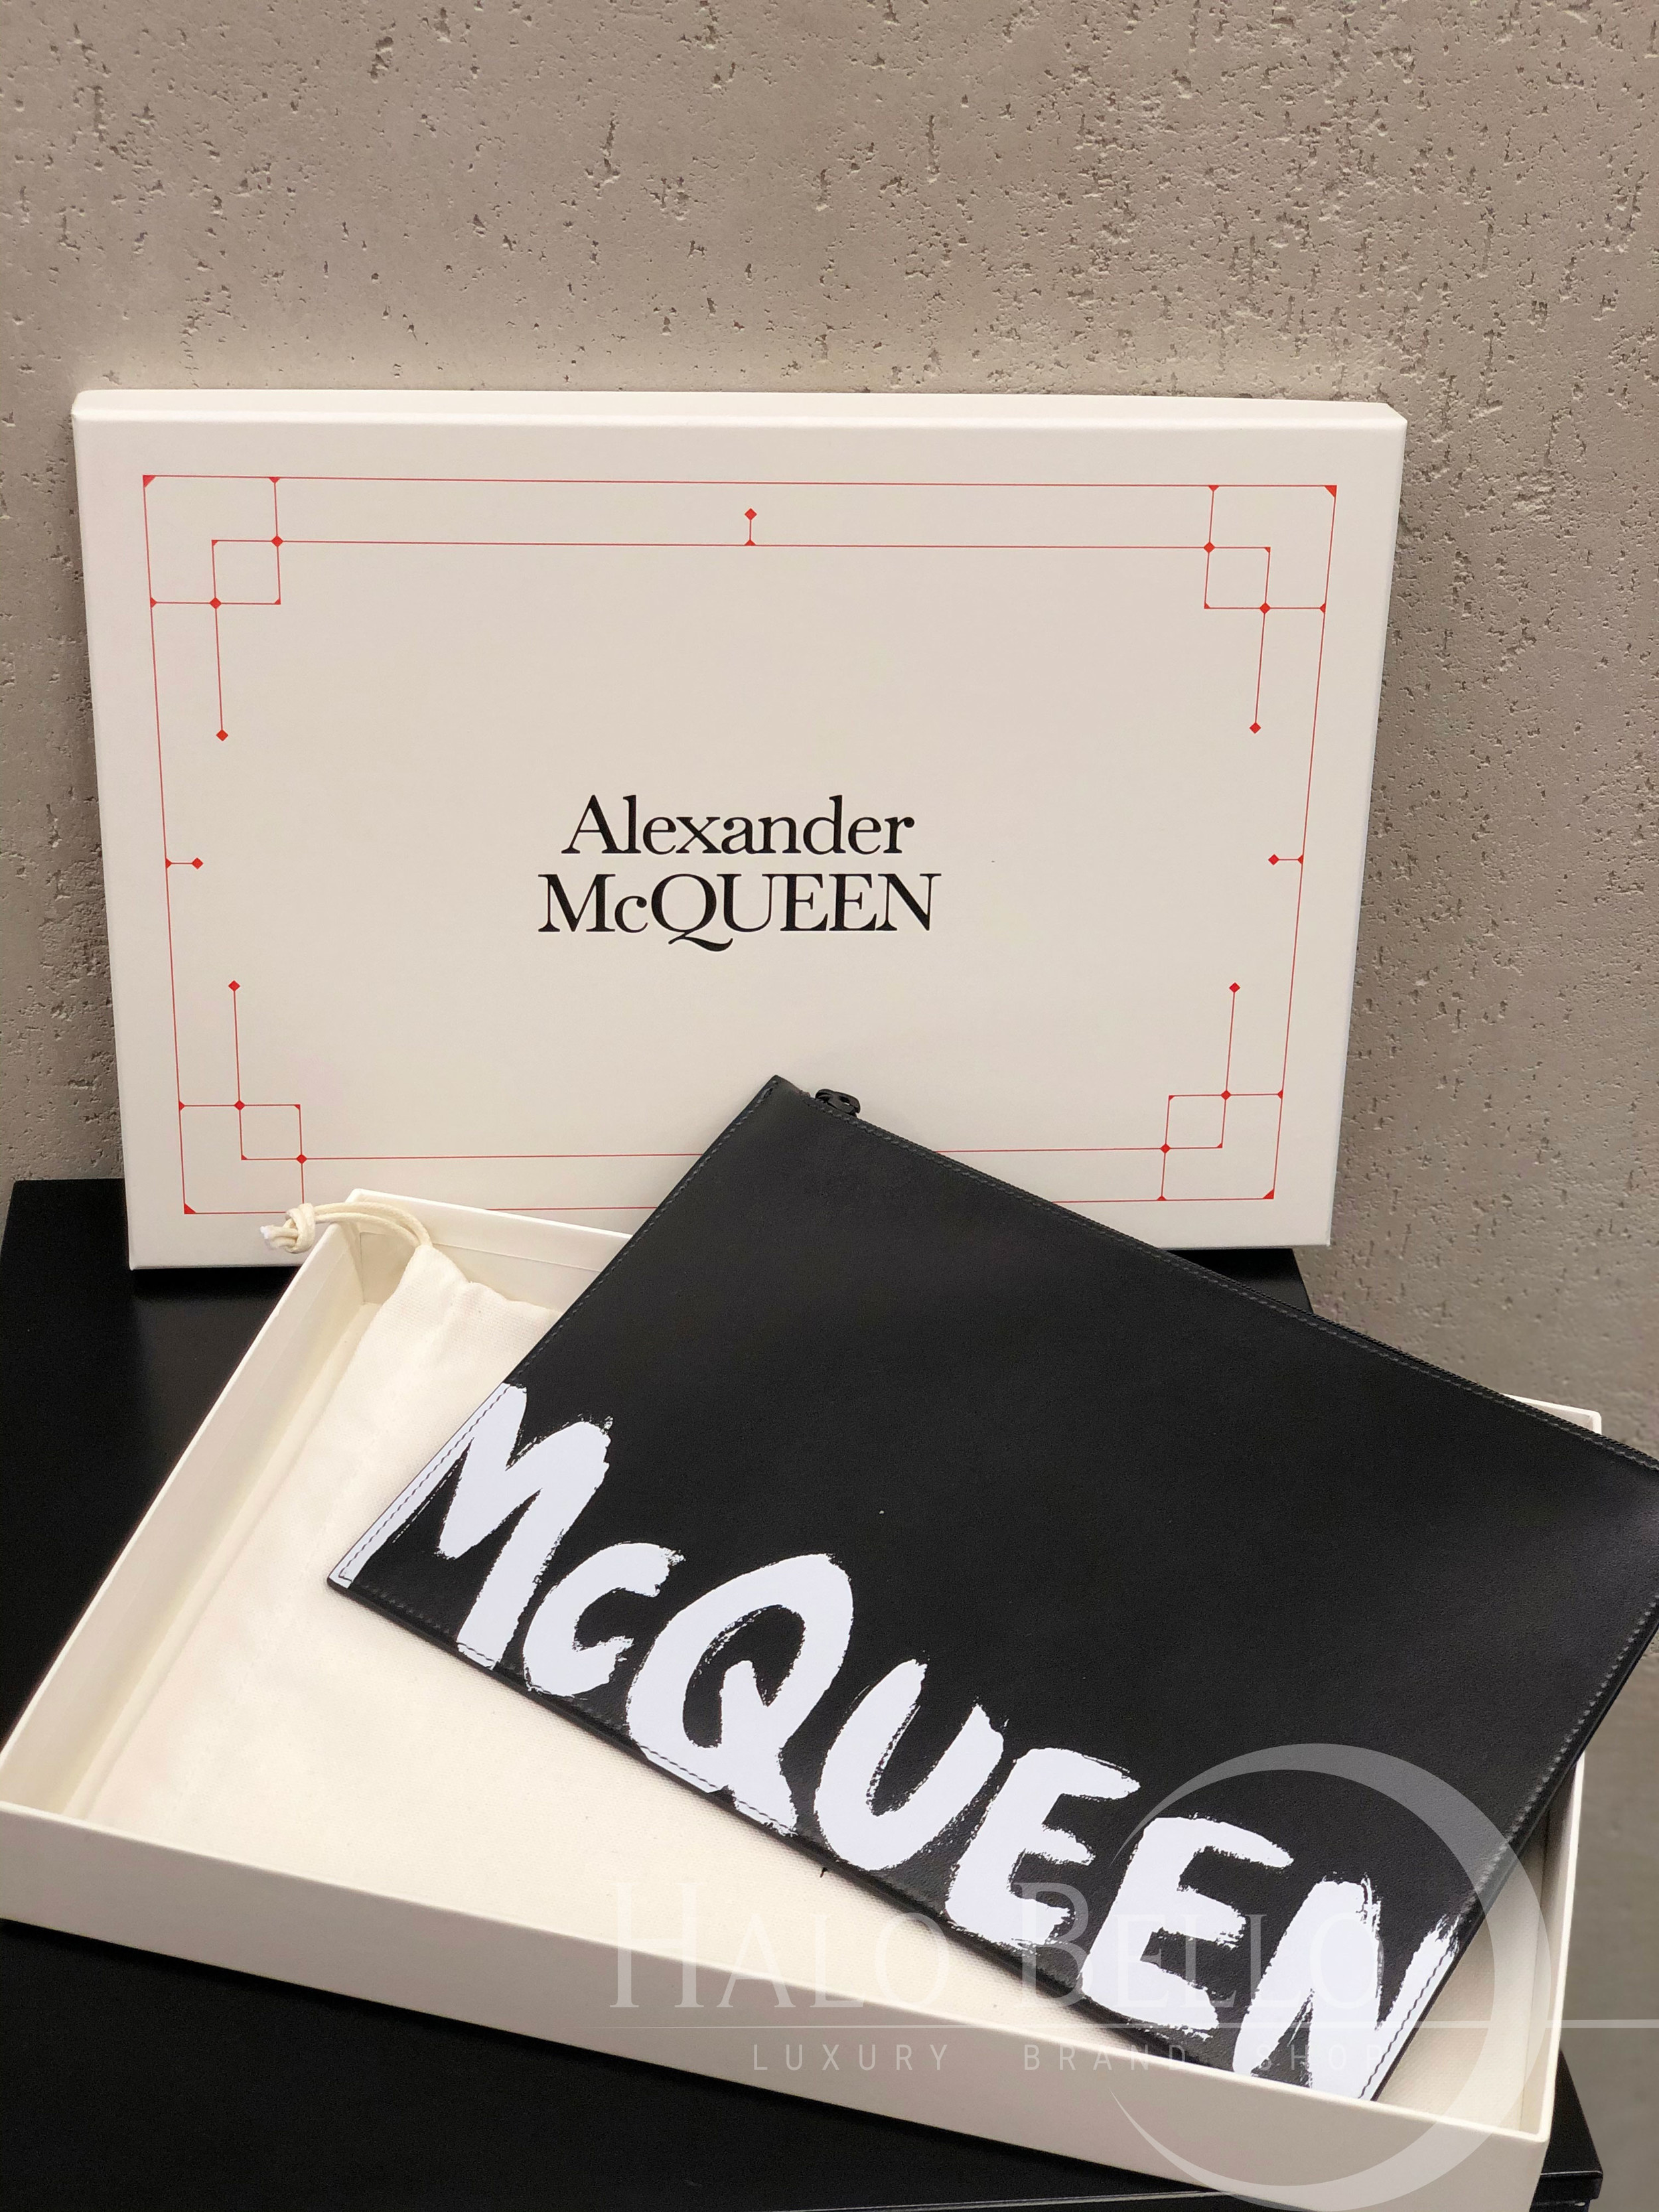 Alexander
McQUEEN
McQUEEN
HALO BELLO
LUXURY BRAND SHOP